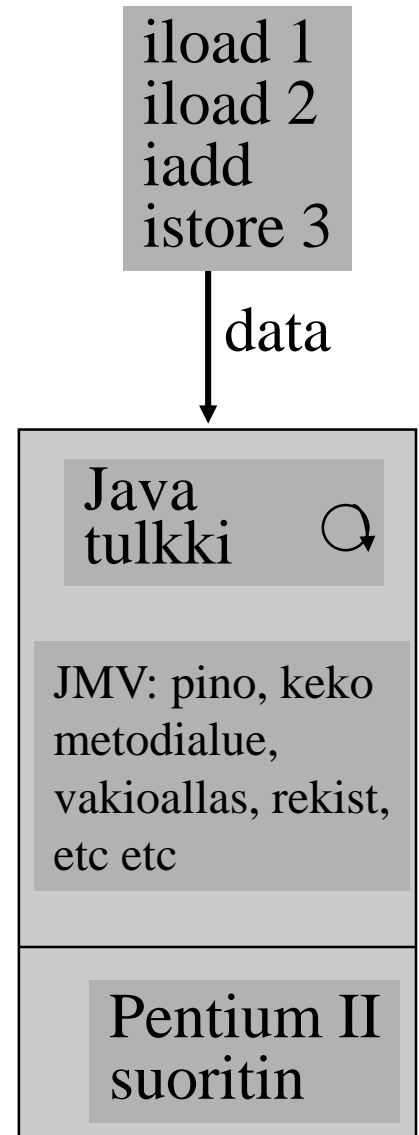 iload 1
iload 2
iadd
istore 3
data
Java
tulkki
JMV: pino, keko
metodialue,
vakioallas, rekist,
etc etc
Pentium II
suoritin